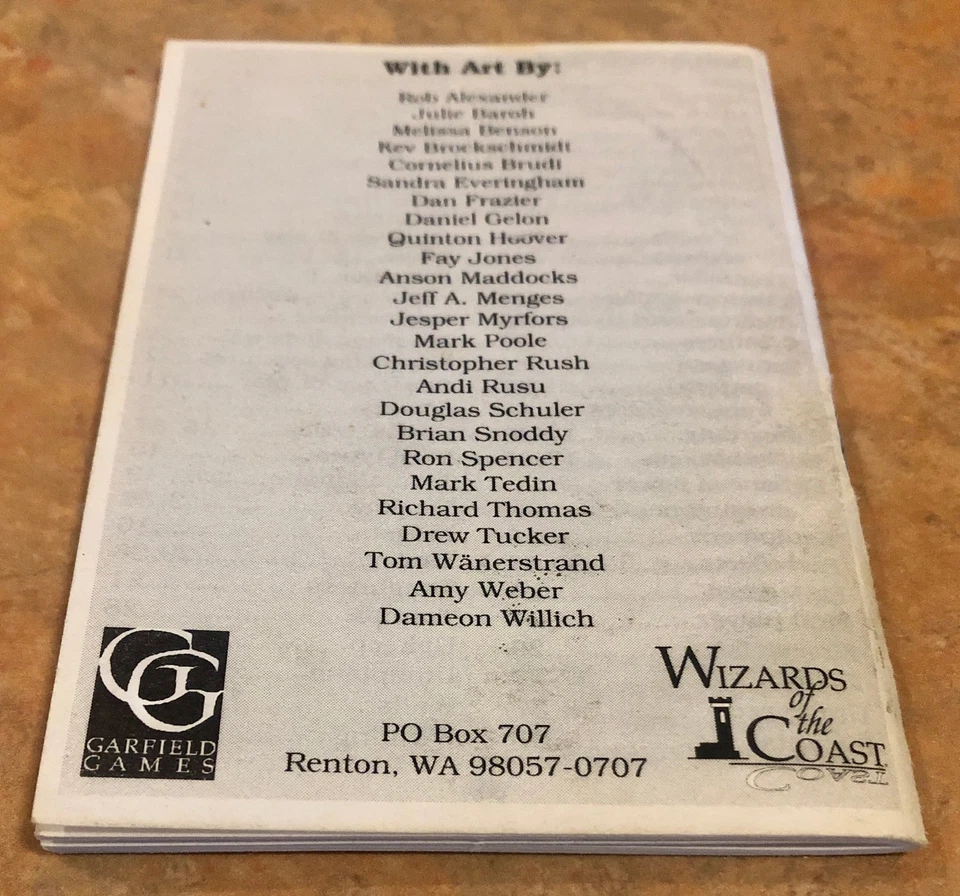 With Art By:
Rob Alexander
Julie Baroh
Melissa Benson
Kev Brockschmidt
Cornelius Brudi
Sandra Everingham
Dan Frazier
Daniel Gelon
Quinton Hoover
Fay Jones
Anson Maddocks
Jeff A. Menges
Jesper Myrfors
Mark Poole
Christopher Rush
Andi Rusu
Douglas Schuler
Brian Snoddy
Ron Spencer
Mark Tedin
Richard Thomas
Drew Tucker
Tom Wänerstrand
Amy Weber
Dameon Willich
GG
GARFIELD
GAMES
PO Box 707
Renton, WA 98057-0707
WIZARDS
of
the
COAST